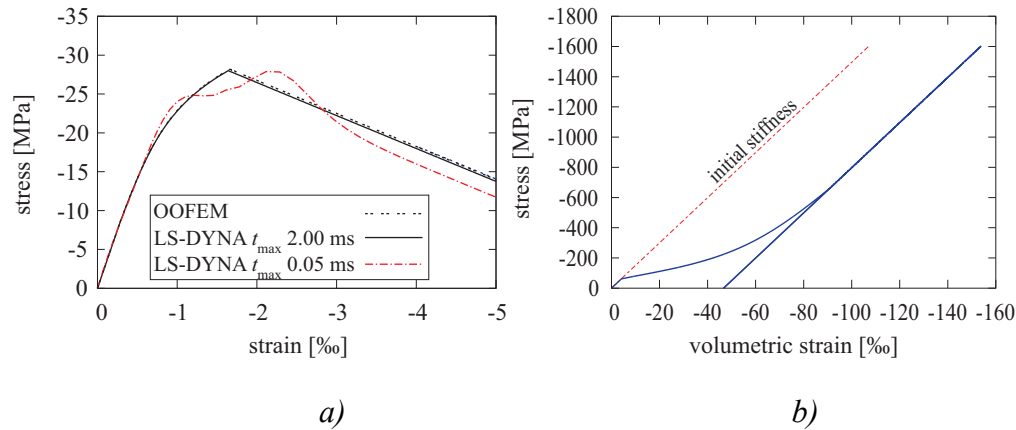 -35
-30
-25
-20
-15
-10
-5
0
stress [MPa]
OOFEM
LS-DYNA tmax 2.00 ms
LS-DYNA tmax 0.05 ms
0 -1 -2 -3 -4 -5
strain [‰]
a)
-1800
-1600
-1400
-1200
-1000
-800
-600
-400
-200
0
stress [MPa]
initial stiffness
0 -20 -40 -60 -80 -100 -120 -140 -160
volumetric strain [‰]
b)